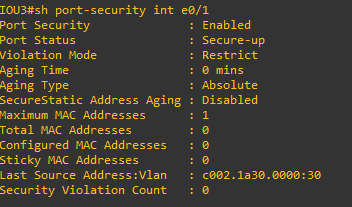 IOU3#sh port-security int e0/1
Port Security              : Enabled
Port Status                : Secure-up
Violation Mode             : Restrict
Aging Time                 : 0 mins
Aging Type                 : Absolute
SecureStatic Address Aging : Disabled
Maximum MAC Addresses      : 1
Total MAC Addresses        : 0
Configured MAC Addresses   : 0
Sticky MAC Addresses       : 0
Last Source Address:Vlan   : c002.1a30.0000:30
Security Violation Count   : 0